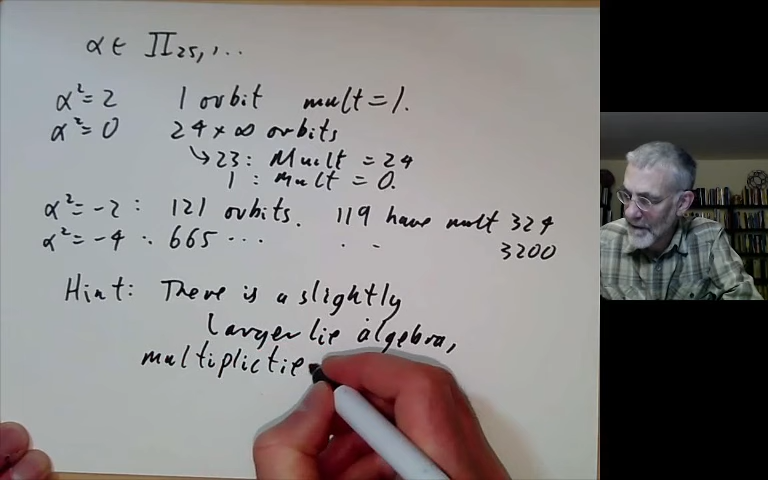 α ∈ II₂₅,₁...
α² = 2 1 orbit mult = 1.
α² = 0 24 × ∞ orbits
↳ 23: Mult = 24
1: mult = 0.
α² = -2: 121 orbits. 119 have mult 324
α² = -4: 665 ... . - 3200
Hint: There is a slightly
larger lie algebra,
multiplictie